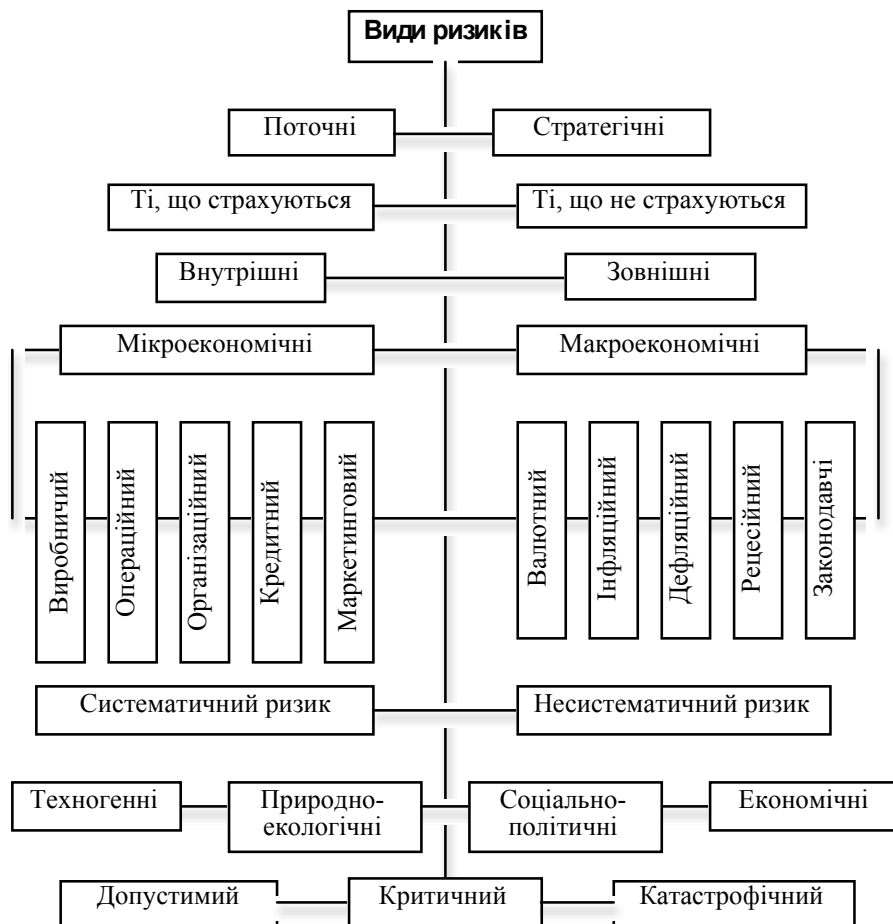 Види ризиків
Поточні
Стратегічні
Ті, що страхуються
Ті, що не страхуються
Внутрішні
Зовнішні
Мікроекономічні
Макроекономічні
Виробничий
Операційний
Організаційний
Кредитний
Маркетинговий
Валютний
Інфляційний
Дефляційний
Рецесійний
Законодавчі
Систематичний ризик
Несистематичний ризик
Техногенні
Природно-
екологічні
Соціально-
політичні
Економічні
Допустимий
Критичний
Катастрофічний